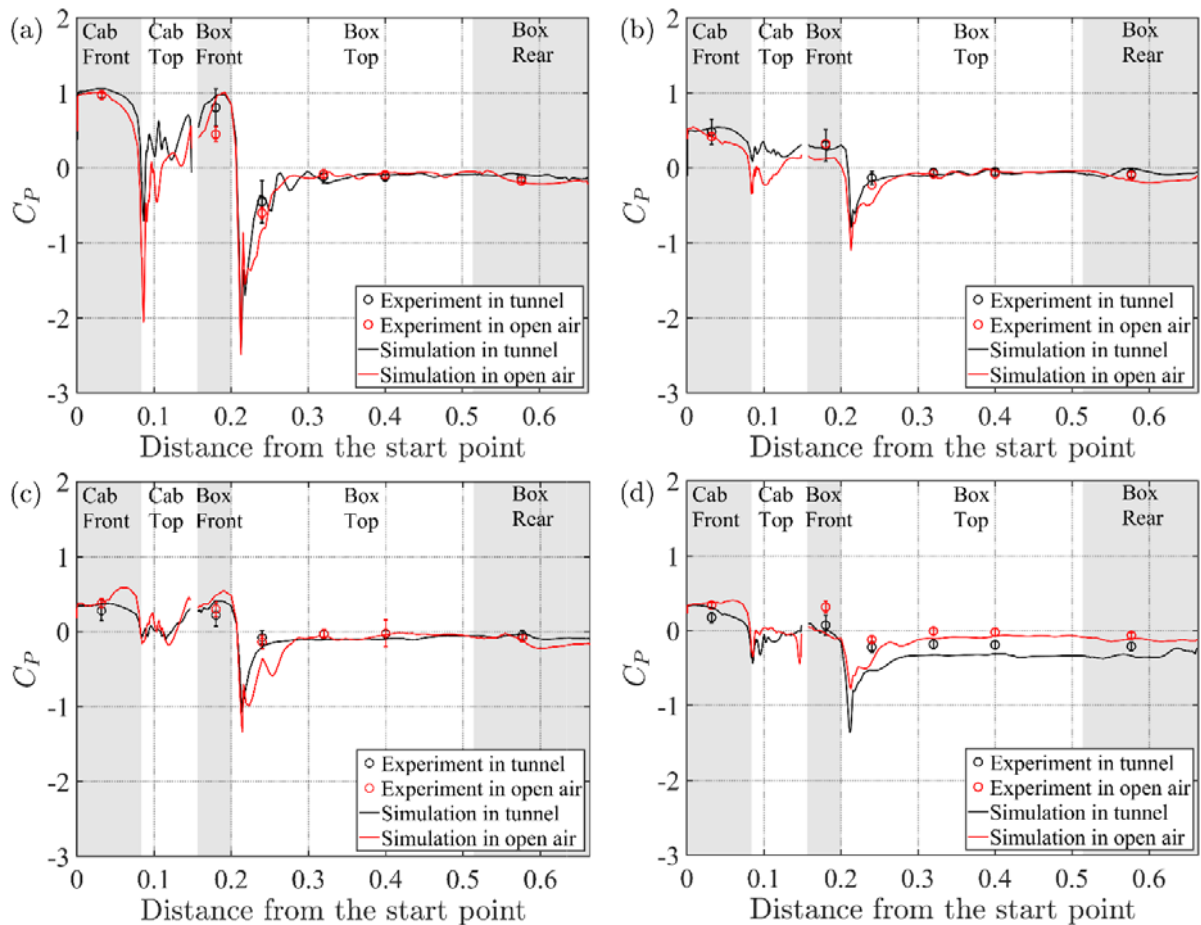 (a)
Cab Cab Box Box Box
Front Top Front Top Rear
2
1
0
-1
-2
-3
C_P
0 0.1 0.2 0.3 0.4 0.5 0.6
Distance from the start point
Experiment in tunnel
Experiment in open air
Simulation in tunnel
Simulation in open air
(b)
Cab Cab Box Box Box
Front Top Front Top Rear
2
1
0
-1
-2
-3
C_P
0 0.1 0.2 0.3 0.4 0.5 0.6
Distance from the start point
Experiment in tunnel
Experiment in open air
Simulation in tunnel
Simulation in open air
(c)
Cab Cab Box Box Box
Front Top Front Top Rear
2
1
0
-1
-2
-3
C_P
0 0.1 0.2 0.3 0.4 0.5 0.6
Distance from the start point
Experiment in tunnel
Experiment in open air
Simulation in tunnel
Simulation in open air
(d)
Cab Cab Box Box Box
Front Top Front Top Rear
2
1
0
-1
-2
-3
C_P
0 0.1 0.2 0.3 0.4 0.5 0.6
Distance from the start point
Experiment in tunnel
Experiment in open air
Simulation in tunnel
Simulation in open air